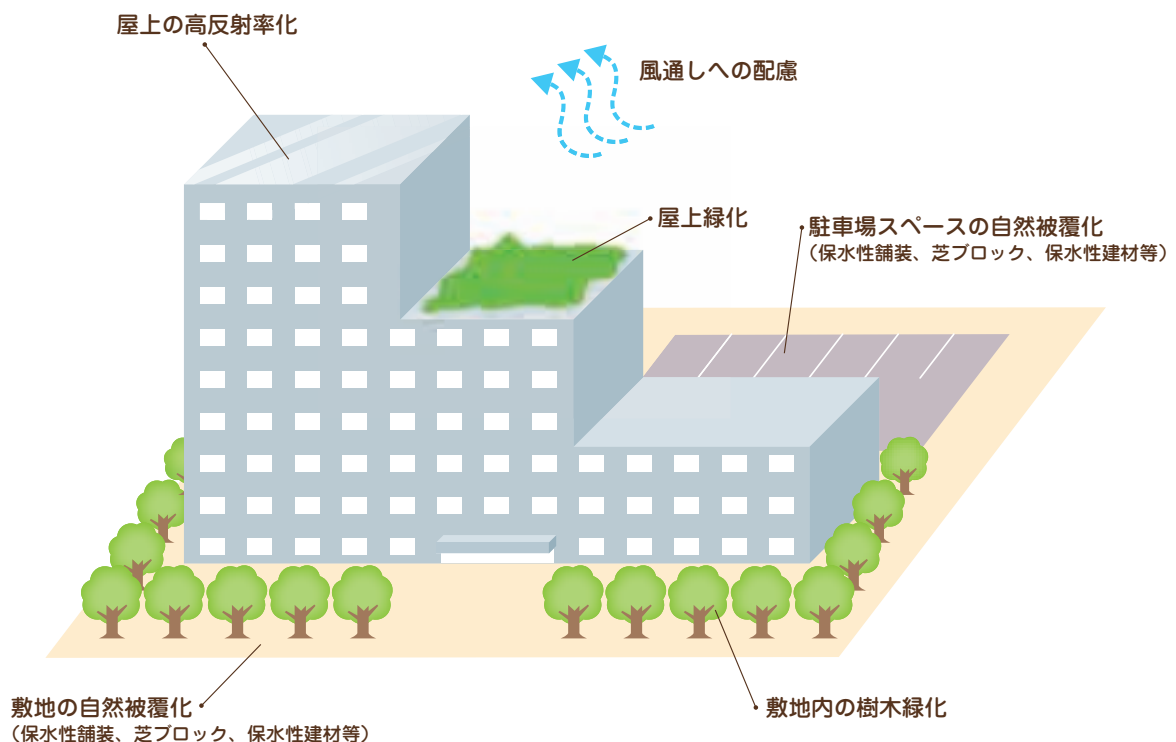 屋上の高反射率化
風通しへの配慮
屋上緑化
駐車場スペースの自然被覆化
（保水性舗装、芝ブロック、保水性建材等）
敷地の自然被覆化
（保水性舗装、芝ブロック、保水性建材等）
敷地内の樹木緑化